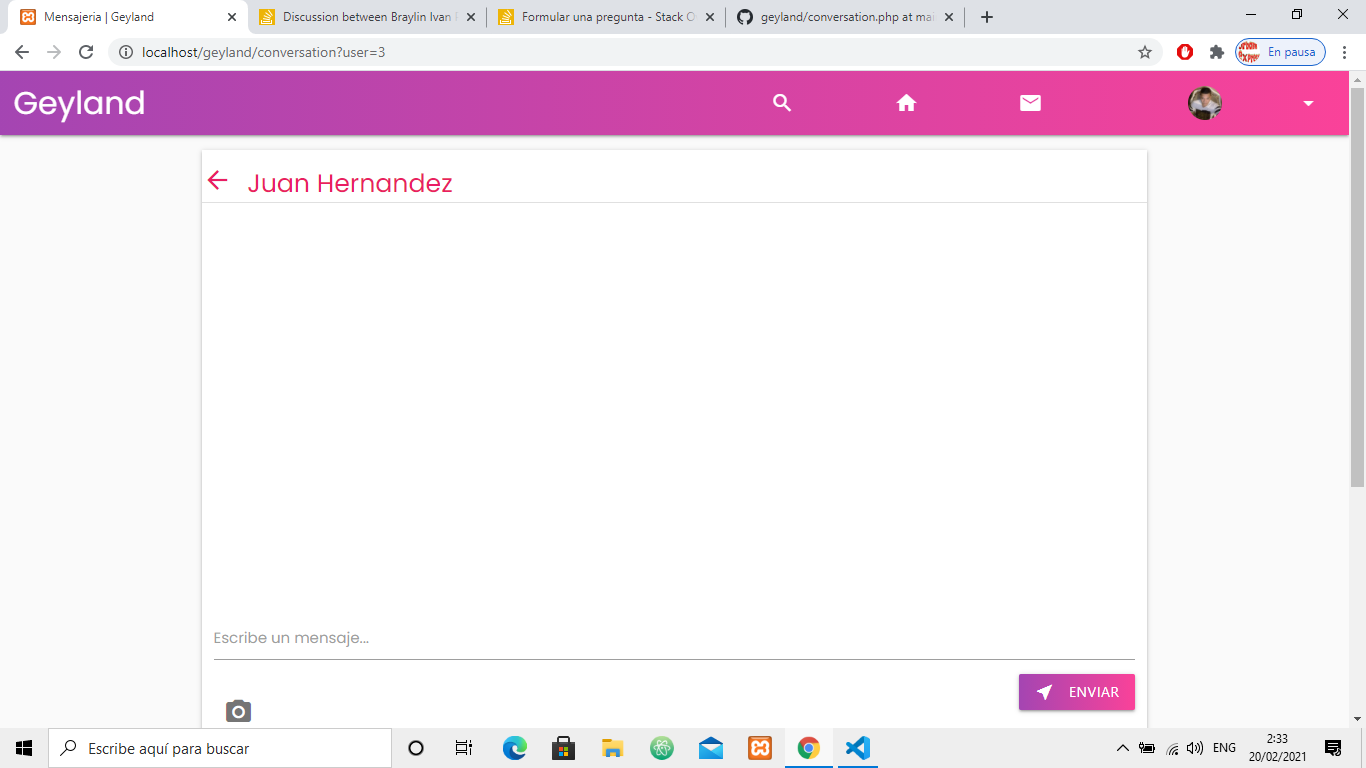 Mensajeria | Geyland
Discussion between Braylin Ivan
Formular una pregunta - Stack O
geyland/conversation.php at mai
localhost/geyland/conversation?user=3
En pausa
Geyland
Juan Hernandez
Escribe un mensaje...
ENVIAR
Escribe aquí para buscar
ENG
2:33
20/02/2021